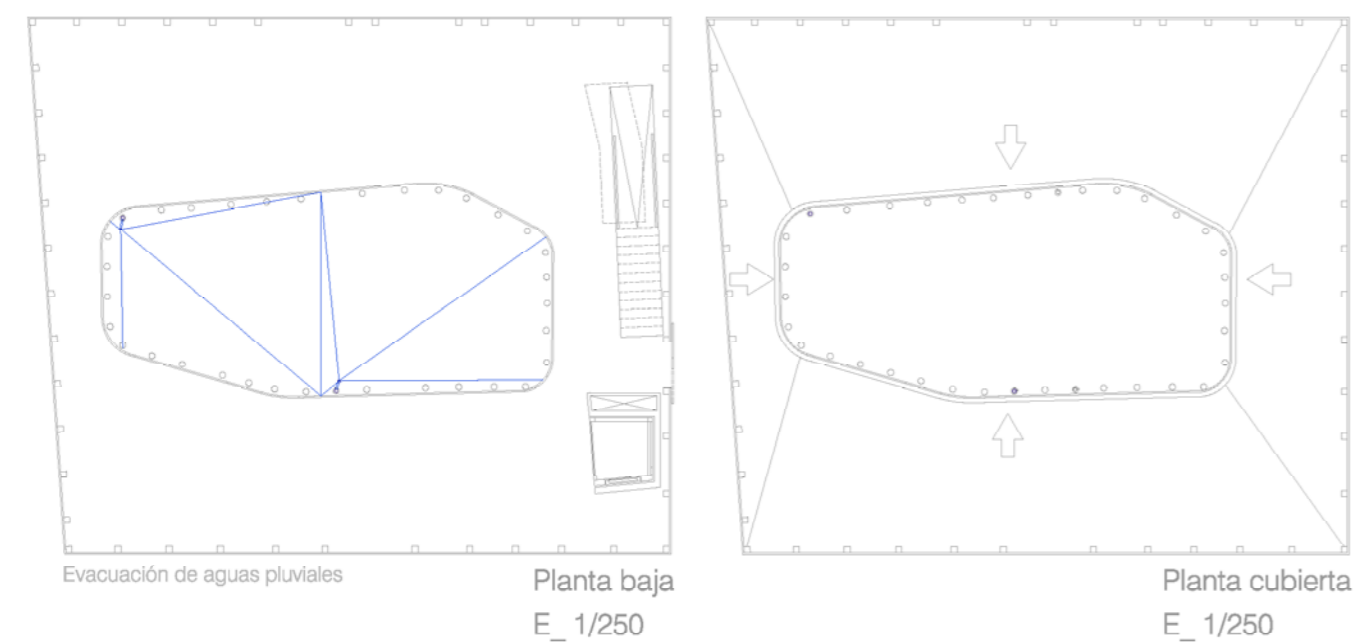 Evacuación de aguas pluviales
Planta baja
E_ 1/250
Planta cubierta
E_ 1/250